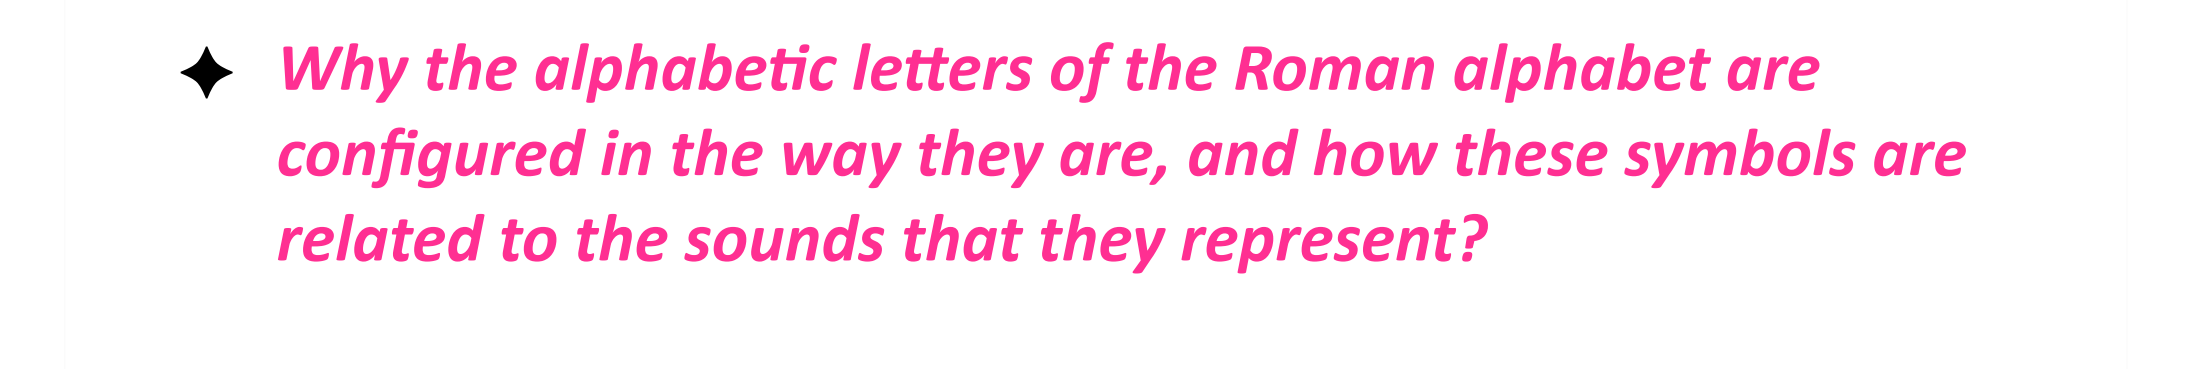 ✦ Why the alphabetic letters of the Roman alphabet are
configured in the way they are, and how these symbols are
related to the sounds that they represent?